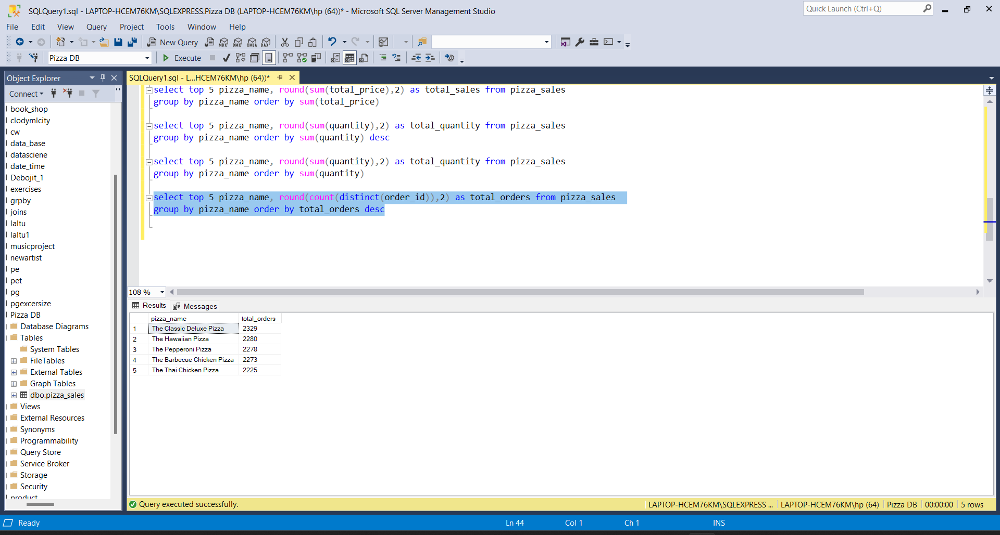 SQLQuery1.sql - LAPTOP-HCEM76KM\SQLEXPRESS.Pizza DB (LAPTOP-HCEM76KM\hp (64))* - Microsoft SQL Server Management Studio
Quick Launch (Ctrl+Q)
File Edit View Query Project Tools Window Help
New Query MDX DMX XMLA DAX
Pizza DB Execute
Object Explorer
Connect
book_shop
clodymlcity
cw
data_base
datasciene
date_time
Debojit_1
exercises
grpby
joins
laltu
laltu1
musicproject
newartist
pe
pet
pg
pgexcersize
Pizza DB
Database Diagrams
Tables
System Tables
FileTables
External Tables
Graph Tables
dbo.pizza_sales
Views
External Resources
Synonyms
Programmability
Query Store
Service Broker
Storage
Security
product
SQLQuery1.sql - L...HCEM76KM\hp (64))*
select top 5 pizza_name, round(sum(total_price),2) as total_sales from pizza_sales
group by pizza_name order by sum(total_price)
select top 5 pizza_name, round(sum(quantity),2) as total_quantity from pizza_sales
group by pizza_name order by sum(quantity) desc
select top 5 pizza_name, round(sum(quantity),2) as total_quantity from pizza_sales
group by pizza_name order by sum(quantity)
select top 5 pizza_name, round(count(distinct(order_id)),2) as total_orders from pizza_sales
group by pizza_name order by total_orders desc
108 %
Results Messages
pizza_name total_orders
1 The Classic Deluxe Pizza 2329
2 The Hawaiian Pizza 2280
3 The Pepperoni Pizza 2278
4 The Barbecue Chicken Pizza 2273
5 The Thai Chicken Pizza 2225
Query executed successfully.
LAPTOP-HCEM76KM\SQLEXPRESS ... LAPTOP-HCEM76KM\hp (64) Pizza DB 00:00:00 5 rows
Ready Ln 44 Col 1 Ch 1 INS